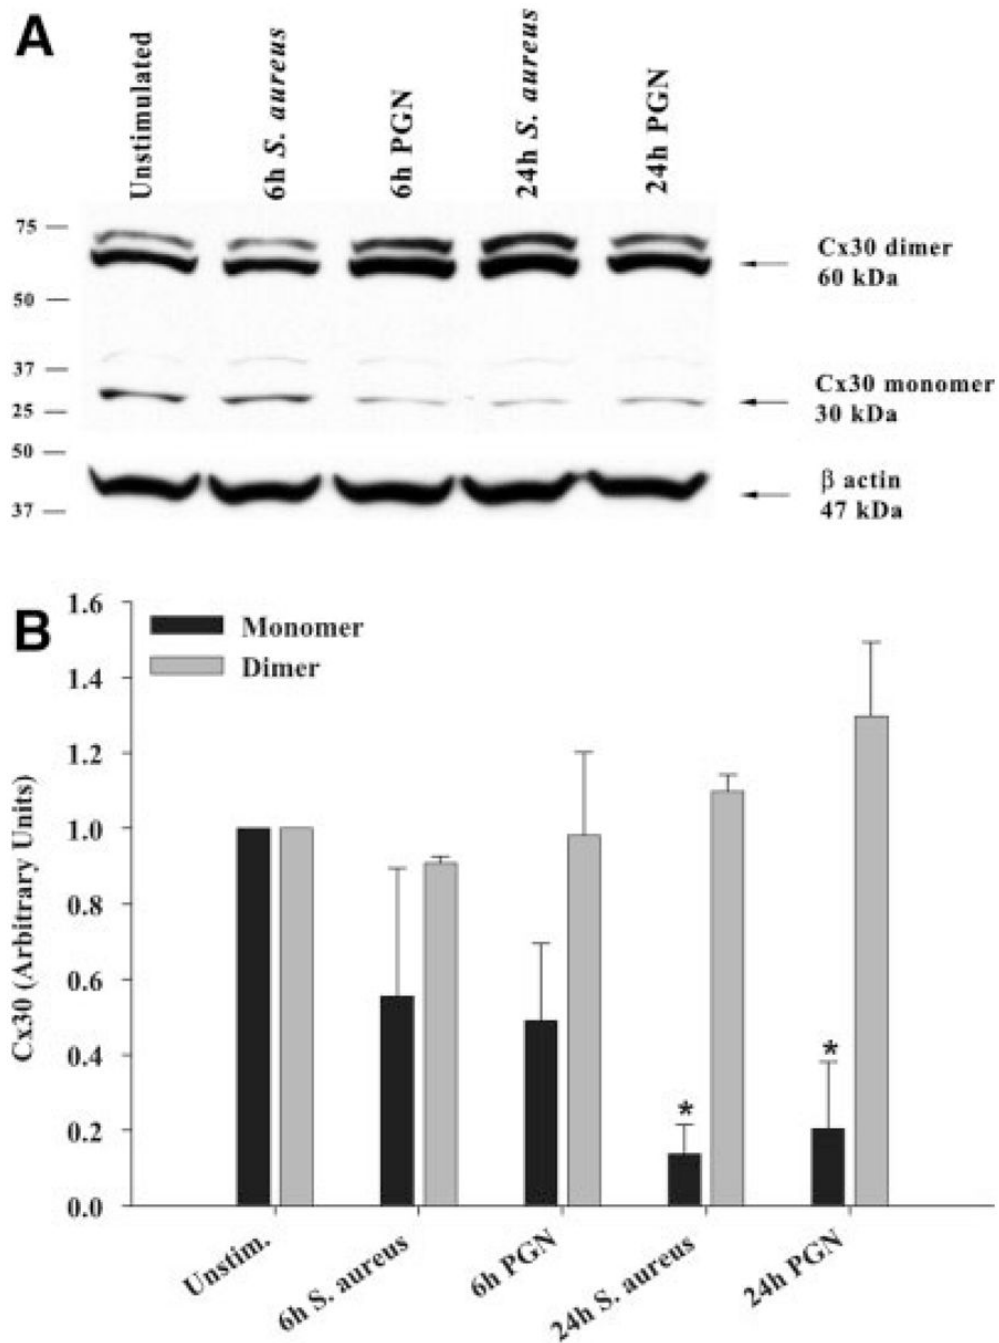 A
Unstimulated
6h S. aureus
6h PGN
24h S. aureus
24h PGN
75
50
37
25
50
37
Cx30 dimer
60 kDa
Cx30 monomer
30 kDa
β actin
47 kDa
B
Monomer
Dimer
Cx30 (Arbitrary Units)
1.6
1.4
1.2
1.0
0.8
0.6
0.4
0.2
0.0
*
*
Unstim.
6h S. aureus
6h PGN
24h S. aureus
24h PGN